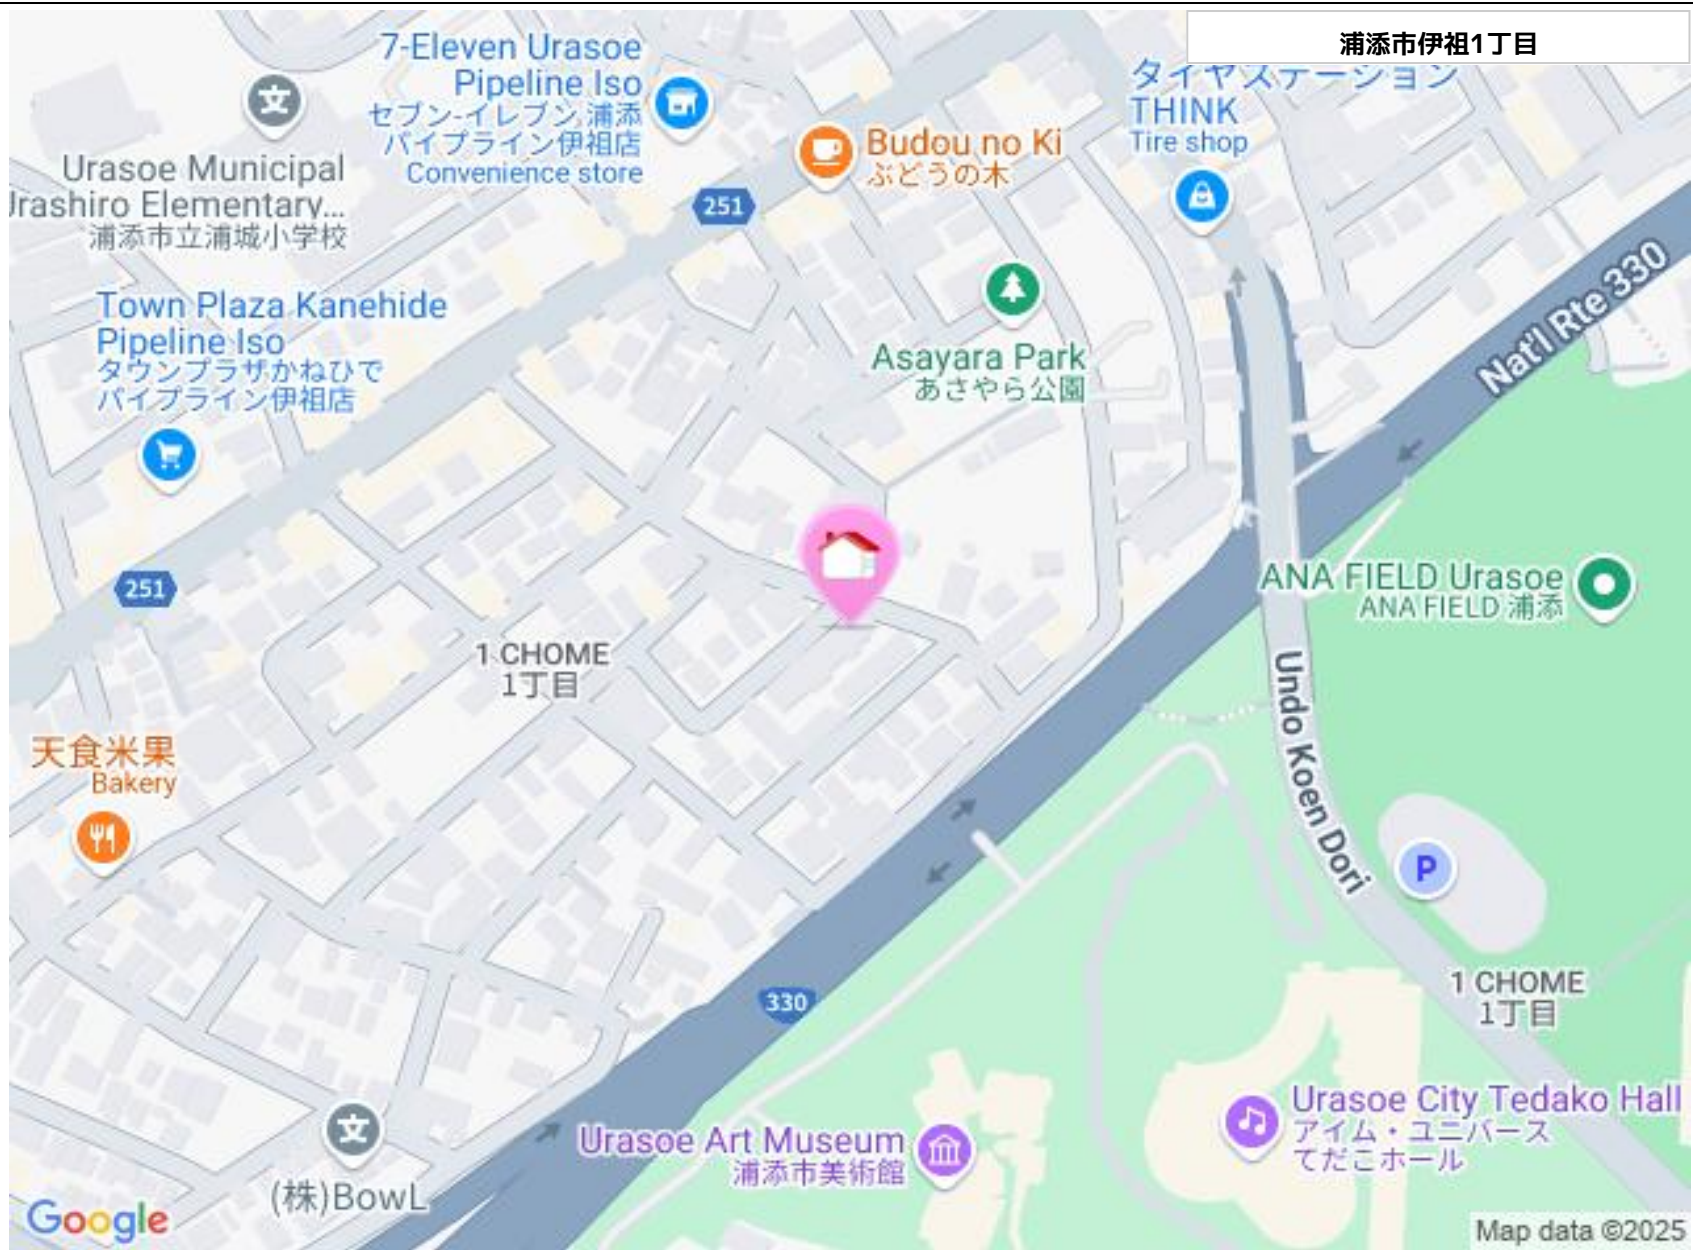 浦添市伊祖1丁目
7-Eleven Urasoe
Pipeline Iso
セブン-イレブン 浦添
パイプライン伊祖店
Convenience store
タイヤステーション
THINK
Tire shop
Budou no Ki
ぶどうの木
Urasoe Municipal
Urashiro Elementary...
浦添市立浦城小学校
251
Nat'l Rte 330
Town Plaza Kanehide
Pipeline Iso
タウンプラザかねひで
パイプライン伊祖店
Asayara Park
あさやら公園
251
ANA FIELD Urasoe
ANA FIELD 浦添
1 CHOME
1丁目
Undo Koen Dori
天食米果
Bakery
P
330
1 CHOME
1丁目
Urasoe City Tedako Hall
アイム・ユニバース
てだこホール
Urasoe Art Museum
浦添市美術館
文
文
(株)BowL
Google
Map data ©2025